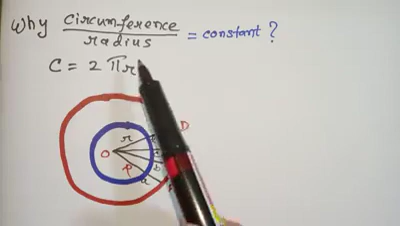 Why circumference / radius = constant ?
C = 2 πr
r
D
O
b
a